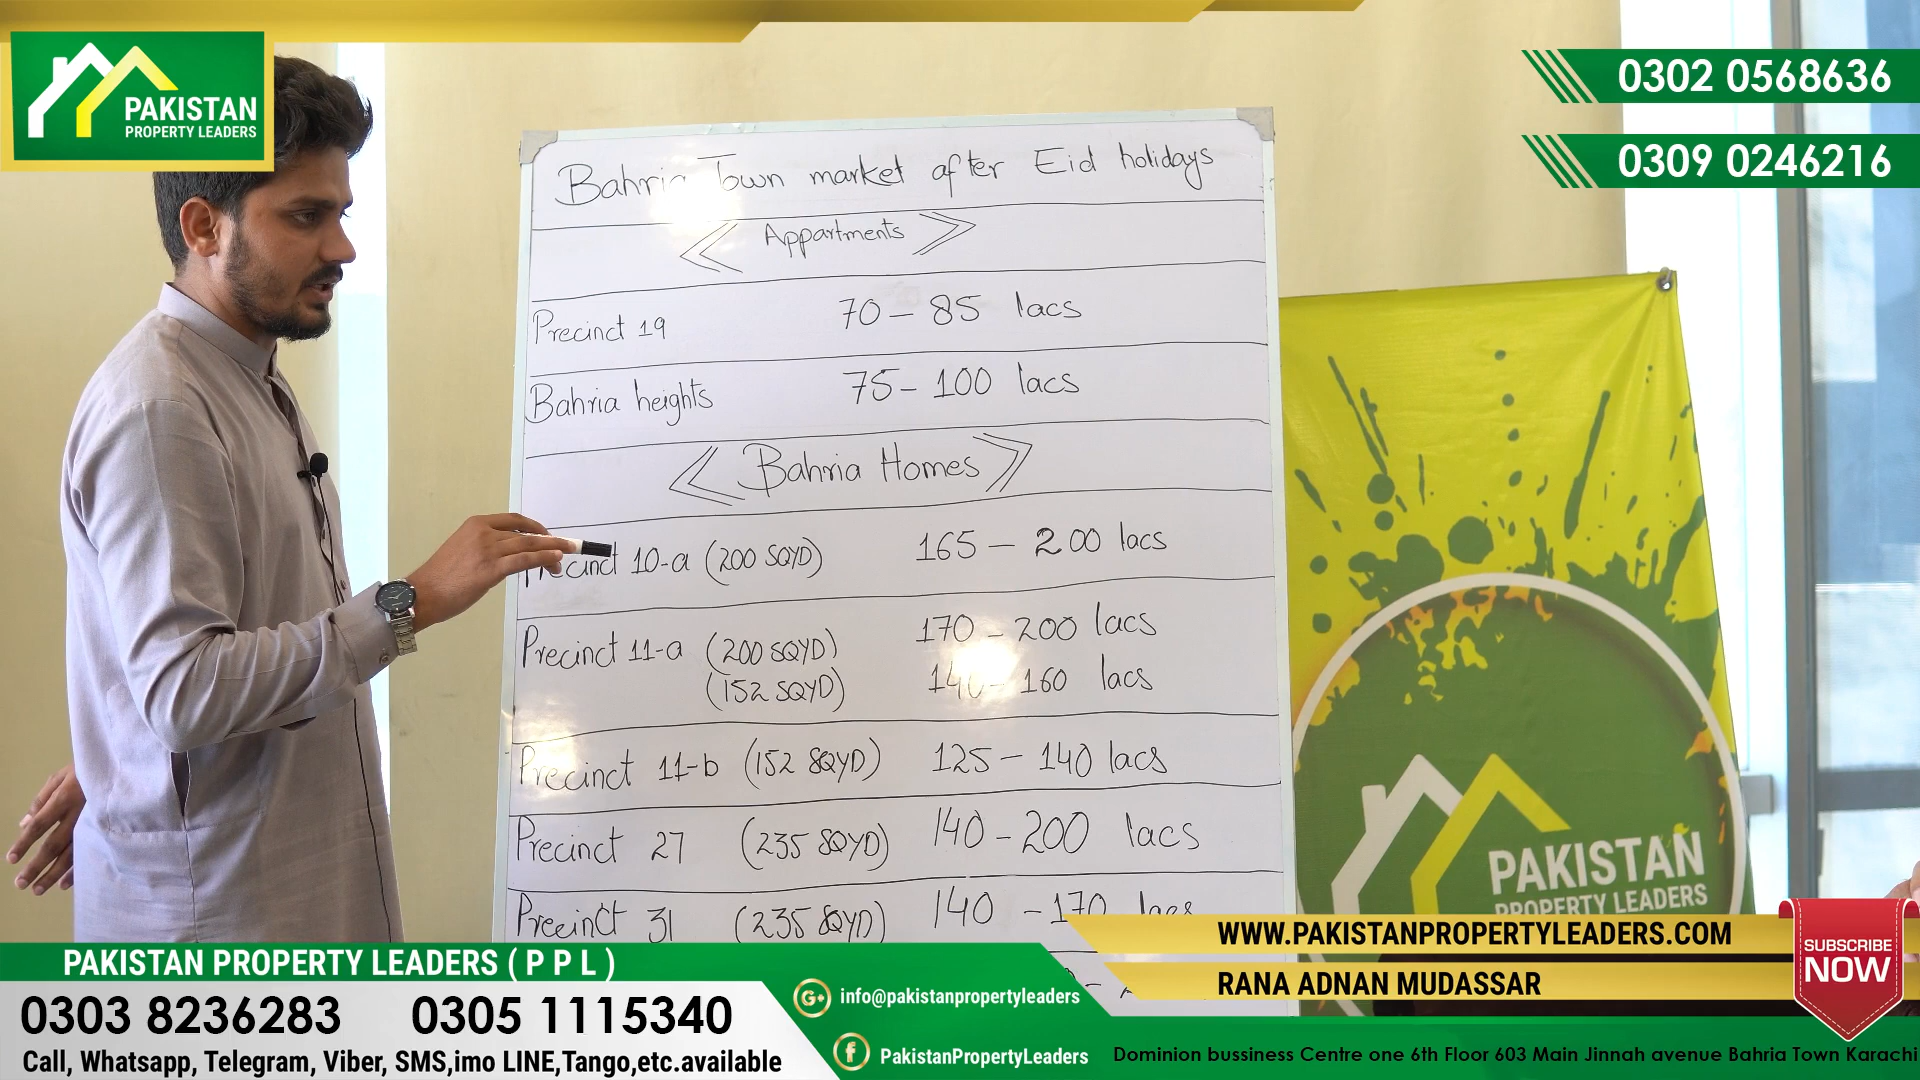 PAKISTAN
PROPERTY LEADERS
0302 0568636
0309 0246216
Bahria Town market after Eid holidays
Appartments
Precinct 19 70 - 85 lacs
Bahria heights 75 - 100 lacs
Bahria Homes
Precinct 10-a (200 SQYD) 165 - 200 lacs
Precinct 11-a (200 SQYD) 170 - 200 lacs
(152 SQYD) 140 - 160 lacs
Precinct 11-b (152 SQYD) 125 - 140 lacs
Precinct 27 (235 SQYD) 140 - 200 lacs
Precinct 31 (235 SQYD) 140 - 170 lacs
PAKISTAN
PROPERTY LEADERS
WWW.PAKISTANPROPERTYLEADERS.COM
RANA ADNAN MUDASSAR
SUBSCRIBE
NOW
PAKISTAN PROPERTY LEADERS ( P P L )
0303 8236283 0305 1115340
Call, Whatsapp, Telegram, Viber, SMS,imo LINE,Tango,etc.available
G+ info@pakistanpropertyleaders
f PakistanPropertyLeaders
Dominion bussiness Centre one 6th Floor 603 Main Jinnah avenue Bahria Town Karachi